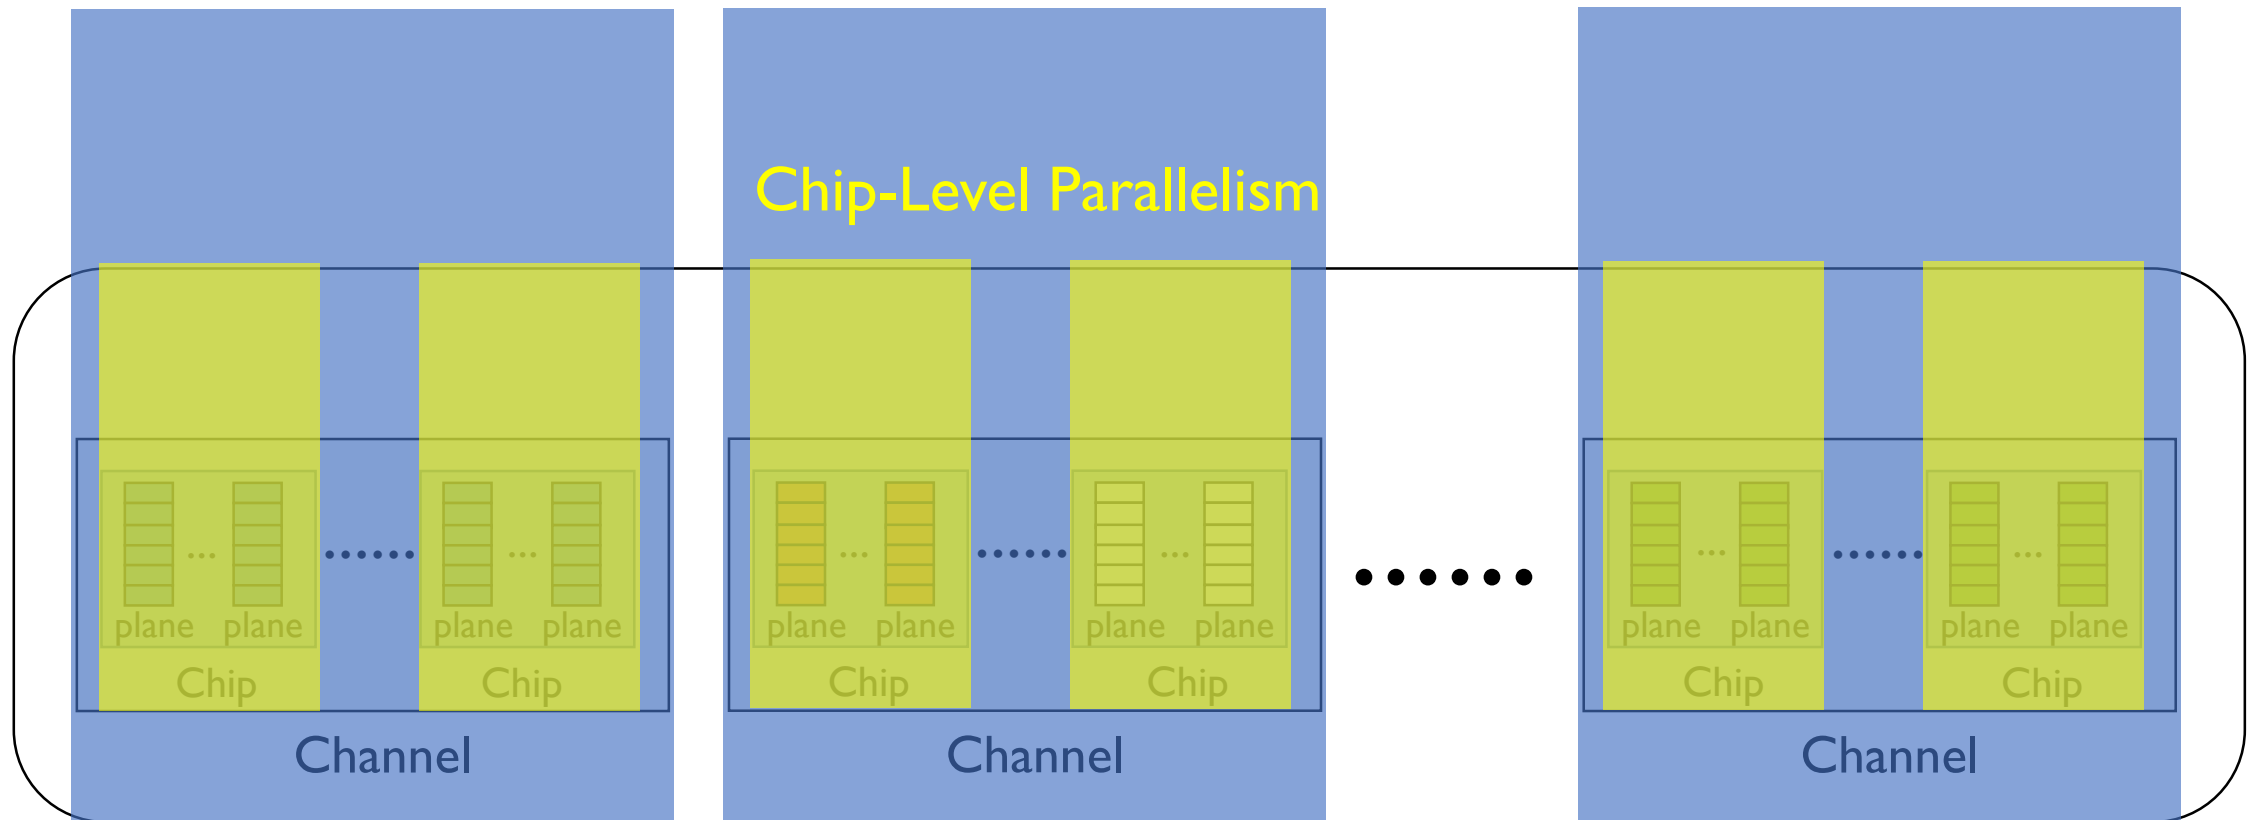 Chip-Level Parallelism
... ...... ... ... ...... ... ...... ... ...... ...
plane plane plane plane plane plane plane plane plane plane plane plane
Chip Chip Chip Chip Chip Chip
Channel Channel Channel